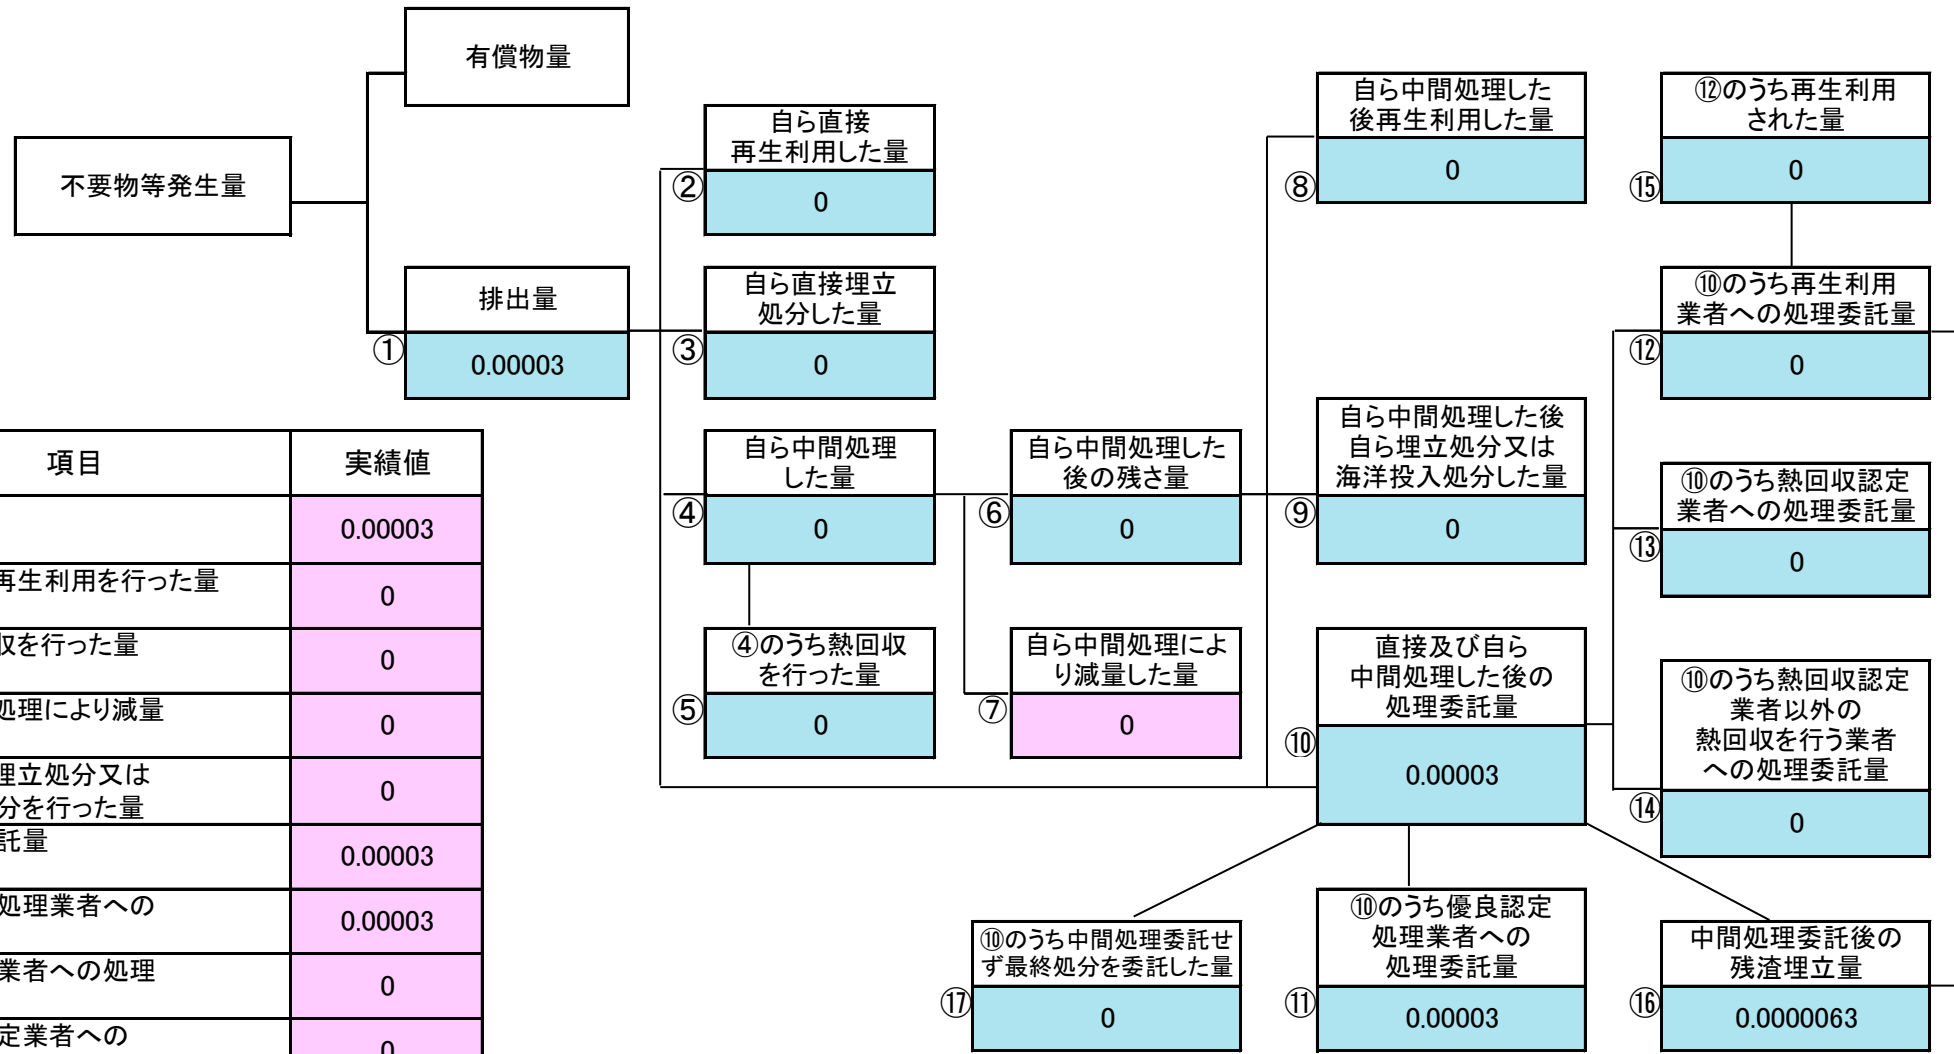 有償物量
不要物等発生量
排出量
①
0.00003
自ら直接
再生利用した量
②
0
自ら直接埋立
処分した量
③
0
自ら中間処理
した量
④
0
④のうち熱回収
を行った量
⑤
0
自ら中間処理した
後の残さ量
⑥
0
自ら中間処理によ
り減量した量
⑦
0
自ら中間処理した
後再生利用した量
⑧
0
自ら中間処理した後
自ら埋立処分又は
海洋投入処分した量
⑨
0
直接及び自ら
中間処理した後の
処理委託量
⑩
0.00003
⑫のうち再生利用
された量
⑮
0
⑩のうち再生利用
業者への処理委託量
⑫
0
⑩のうち熱回収認定
業者への処理委託量
⑬
0
⑩のうち熱回収認定
業者以外の
熱回収を行う業者
への処理委託量
⑭
0
⑩のうち中間処理委託せ
ず最終処分を委託した量
⑰
0
⑩のうち優良認定
処理業者への
処理委託量
⑪
0.00003
中間処理委託後の
残渣埋立量
⑯
0.0000063
項目 実績値
0.00003
再生利用を行った量 0
収を行った量 0
処理により減量 0
埋立処分又は
分を行った量 0
託量 0.00003
処理業者への 0.00003
業者への処理 0
定業者への 0